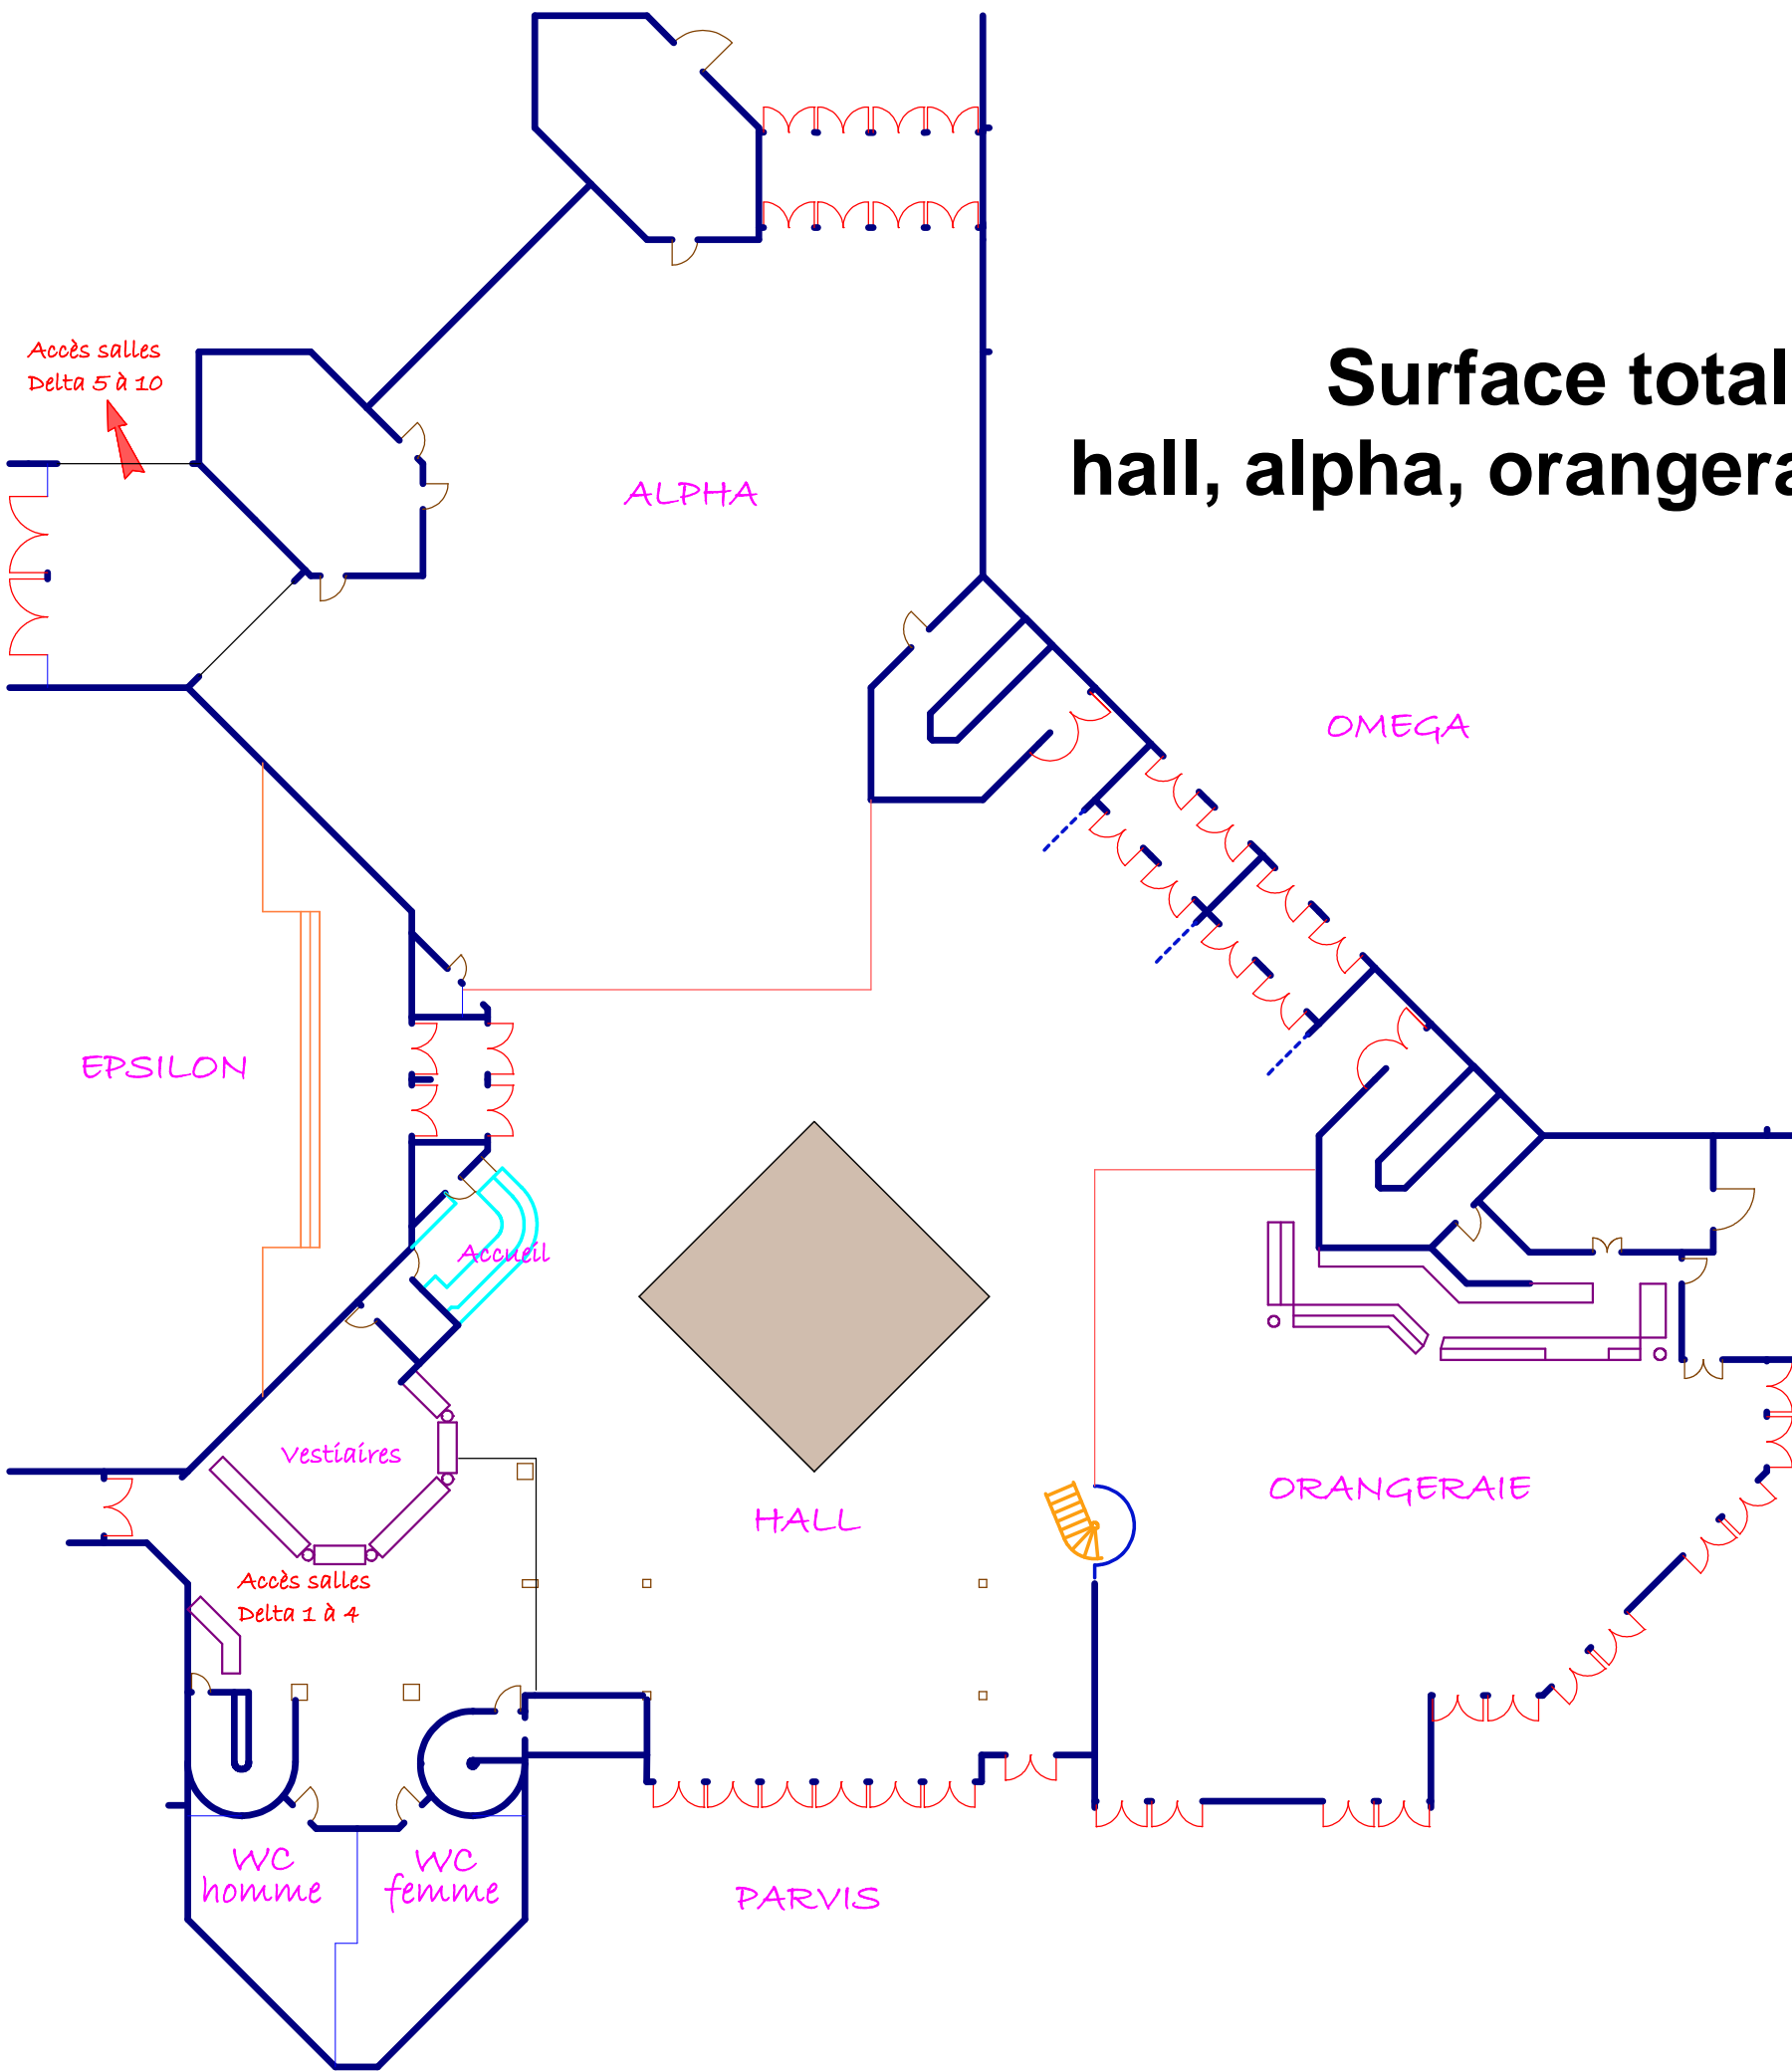 Accès salles
Delta 5 à 10
Surface total
hall, alpha, orangera
ALPHA
OMEGA
EPSILON
Accueil
Vestiaires
ORANGERAIE
HALL
Accès salles
Delta 1 à 4
WC
homme
WC
femme
PARVIS